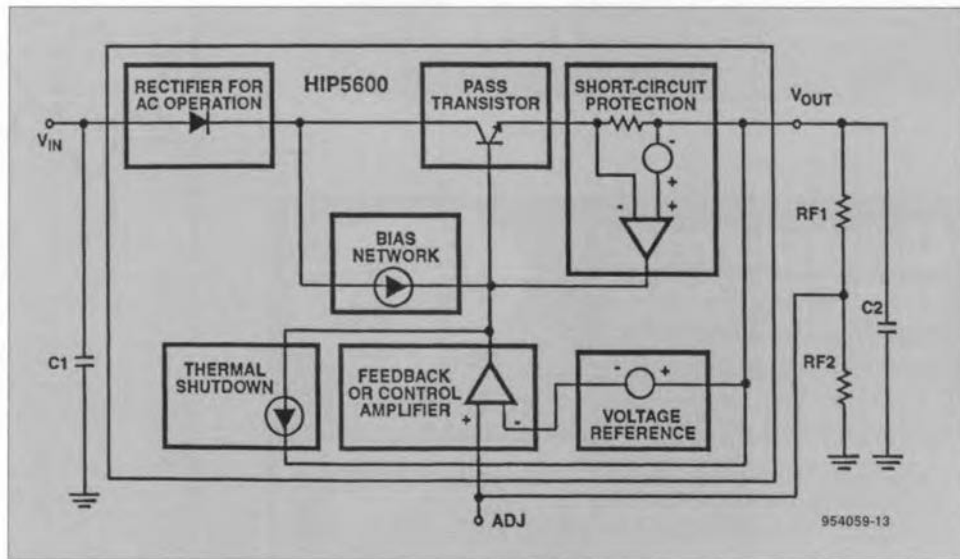 RECTIFIER FOR
AC OPERATION
HIP5600
PASS
TRANSISTOR
SHORT-CIRCUIT
PROTECTION
VIN
VOUT
-
+
-
+
RF1
BIAS
NETWORK
C1
C2
THERMAL
SHUTDOWN
FEEDBACK
OR CONTROL
AMPLIFIER
+
-
-
+
VOLTAGE
REFERENCE
RF2
ADJ
954059-13